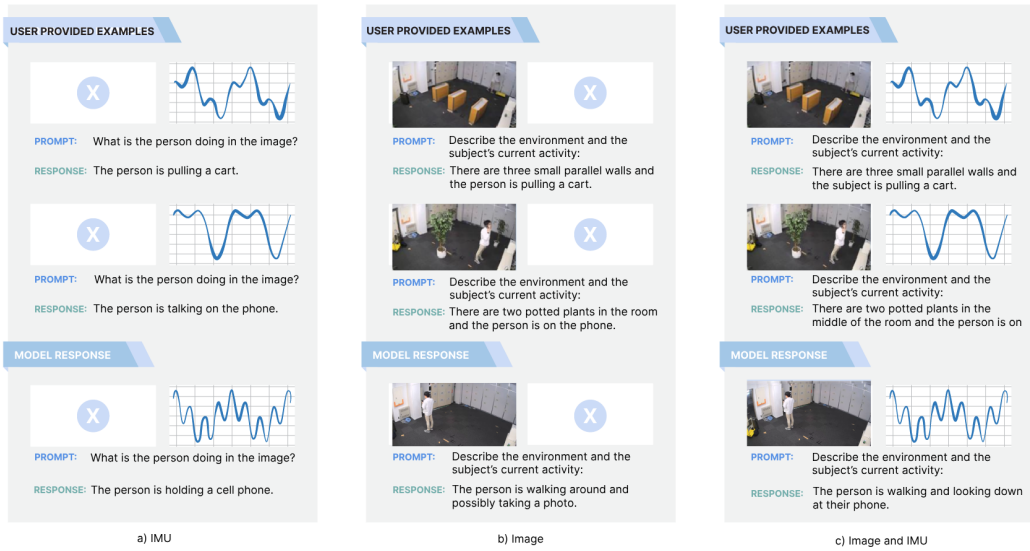 USER PROVIDED EXAMPLES
X
PROMPT: What is the person doing in the image?
RESPONSE: The person is pulling a cart.
X
PROMPT: What is the person doing in the image?
RESPONSE: The person is talking on the phone.
MODEL RESPONSE
X
PROMPT: What is the person doing in the image?
RESPONSE: The person is holding a cell phone.
a) IMU
USER PROVIDED EXAMPLES
X
PROMPT: Describe the environment and the
subject's current activity:
RESPONSE: There are three small parallel walls and
the person is pulling a cart.
X
PROMPT: Describe the environment and the
subject's current activity:
RESPONSE: There are two potted plants in the room
and the person is on the phone.
MODEL RESPONSE
X
PROMPT: Describe the environment and the
subject's current activity:
RESPONSE: The person is walking around and
possibly taking a photo.
b) Image
USER PROVIDED EXAMPLES
PROMPT: Describe the environment and the
subject's current activity:
RESPONSE: There are three small parallel walls and
the subject is pulling a cart.
PROMPT: Describe the environment and the
subject's current activity:
RESPONSE: There are two potted plants in the
middle of the room and the person is on
MODEL RESPONSE
PROMPT: Describe the environment and the
subject's current activity:
RESPONSE: The person is walking and looking down
at their phone.
c) Image and IMU